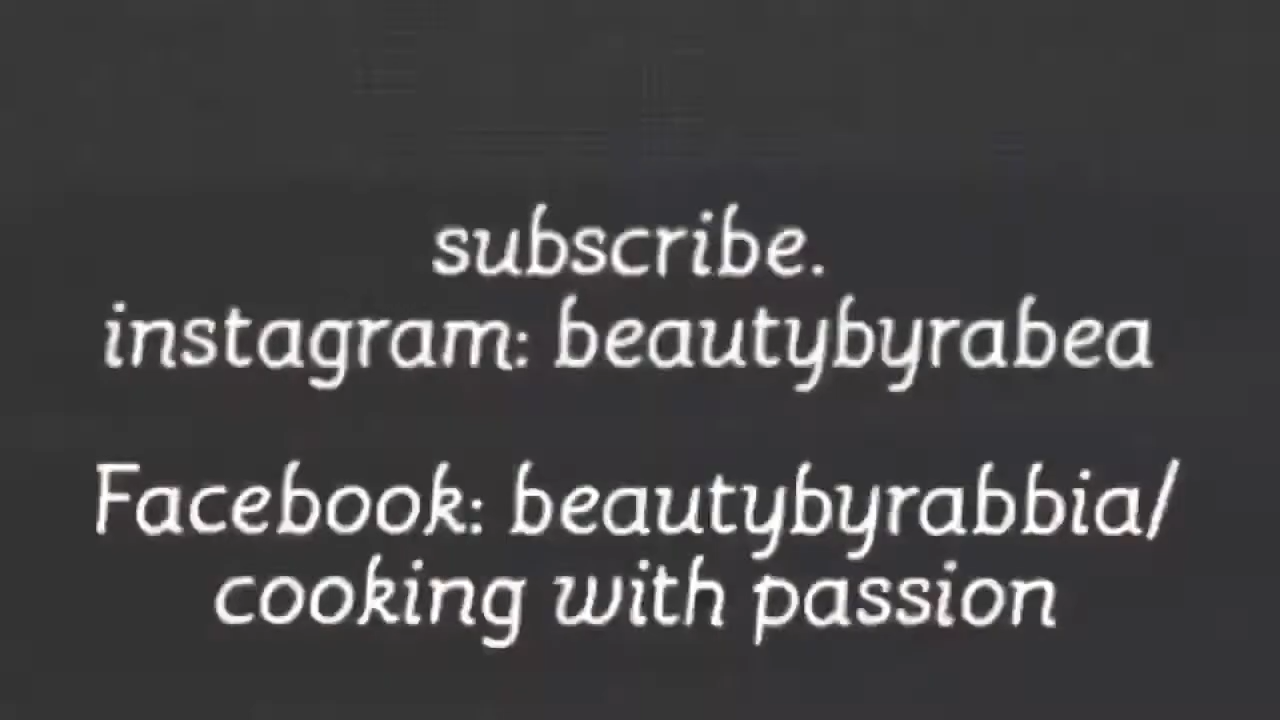 subscribe.
instagram: beautybyrabea
Facebook: beautybyrabbia/
cooking with passion